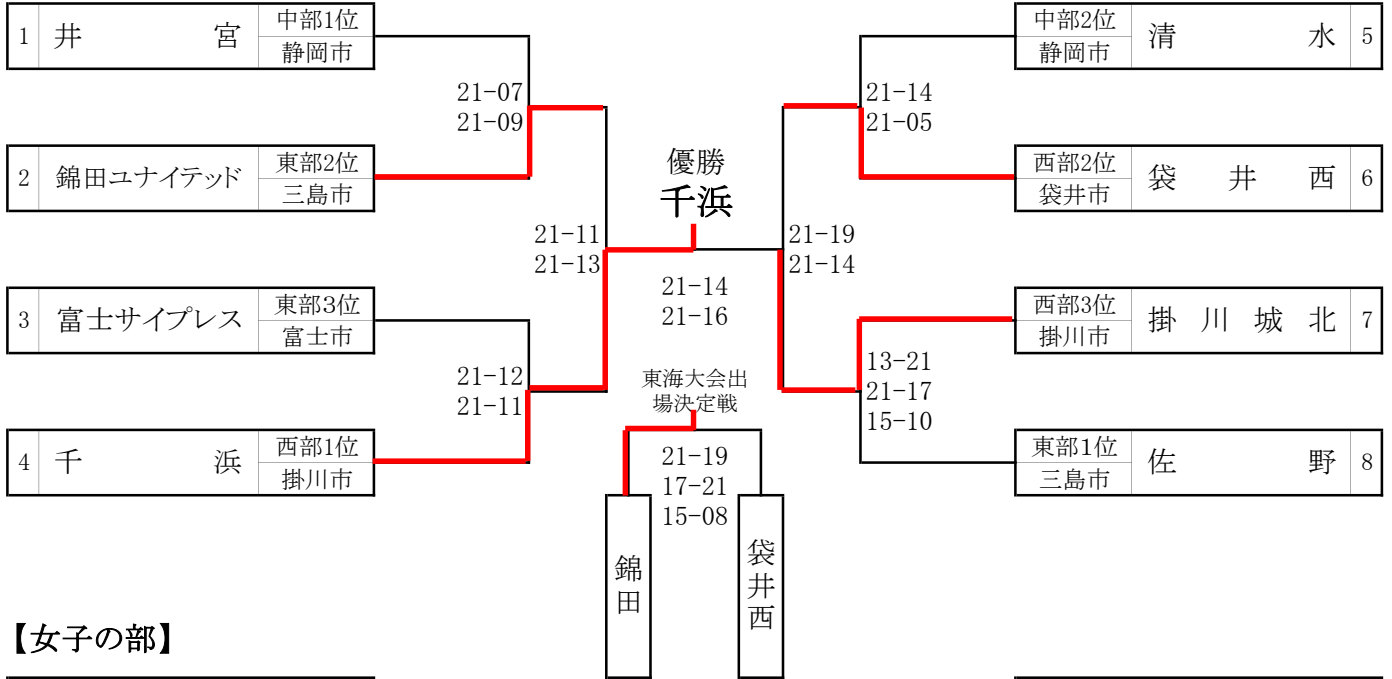 1 井 宮 中部1位 静岡市
21-07
21-09
2 錦田ユナイテッド 東部2位 三島市
21-11
21-13
3 富士サイプレス 東部3位 富士市
21-12
21-11
4 千 浜 西部1位 掛川市
優勝
千浜
21-14
21-16
東海大会出
場決定戦
21-19
17-21
15-08
錦田
袋井西
中部2位 静岡市 清 水 5
21-14
21-05
西部2位 袋井市 袋 井 西 6
21-19
21-14
西部3位 掛川市 掛 川 城 北 7
13-21
21-17
15-10
東部1位 三島市 佐 野 8
【女子の部】